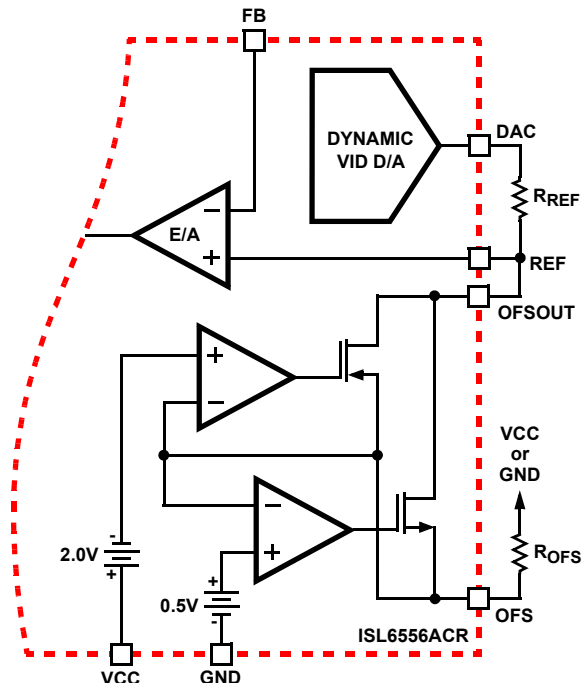 FB
DYNAMIC
VID D/A
DAC
RREF
E/A
-
+
REF
OFSOUT
+
-
VCC
or
GND
-
+
ROFS
2.0V
-
+
0.5V
+
-
OFS
ISL6556ACR
VCC
GND